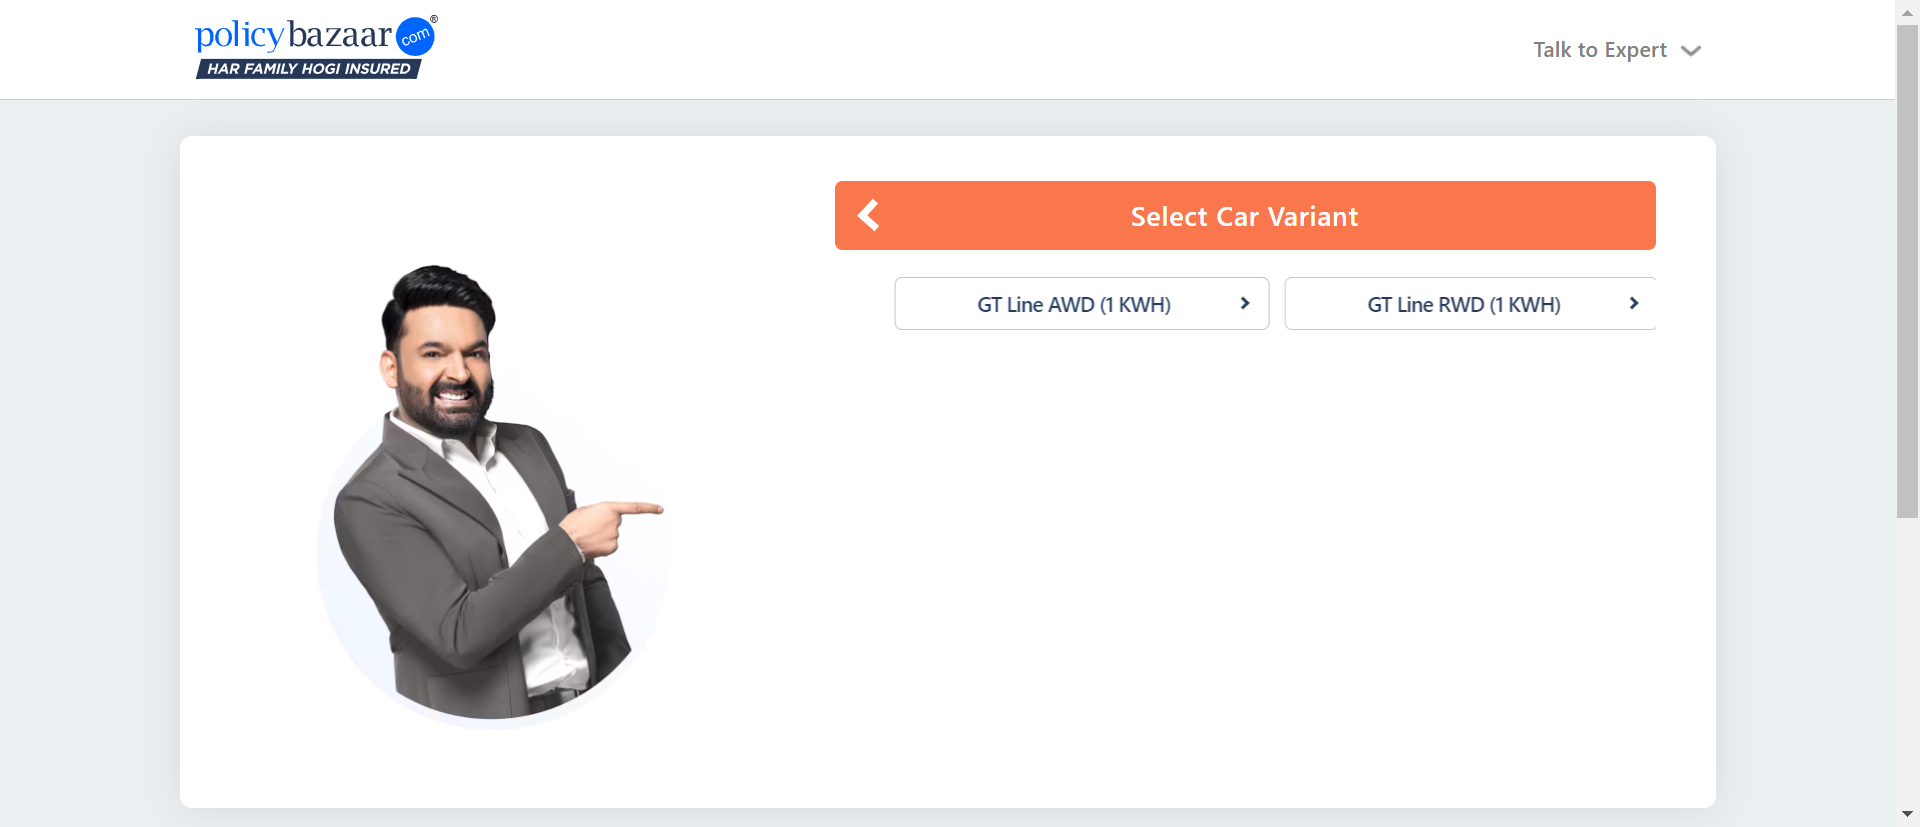 policybazaar com ®
HAR FAMILY HOGI INSURED
Talk to Expert
Select Car Variant
GT Line AWD (1 KWH)
GT Line RWD (1 KWH)